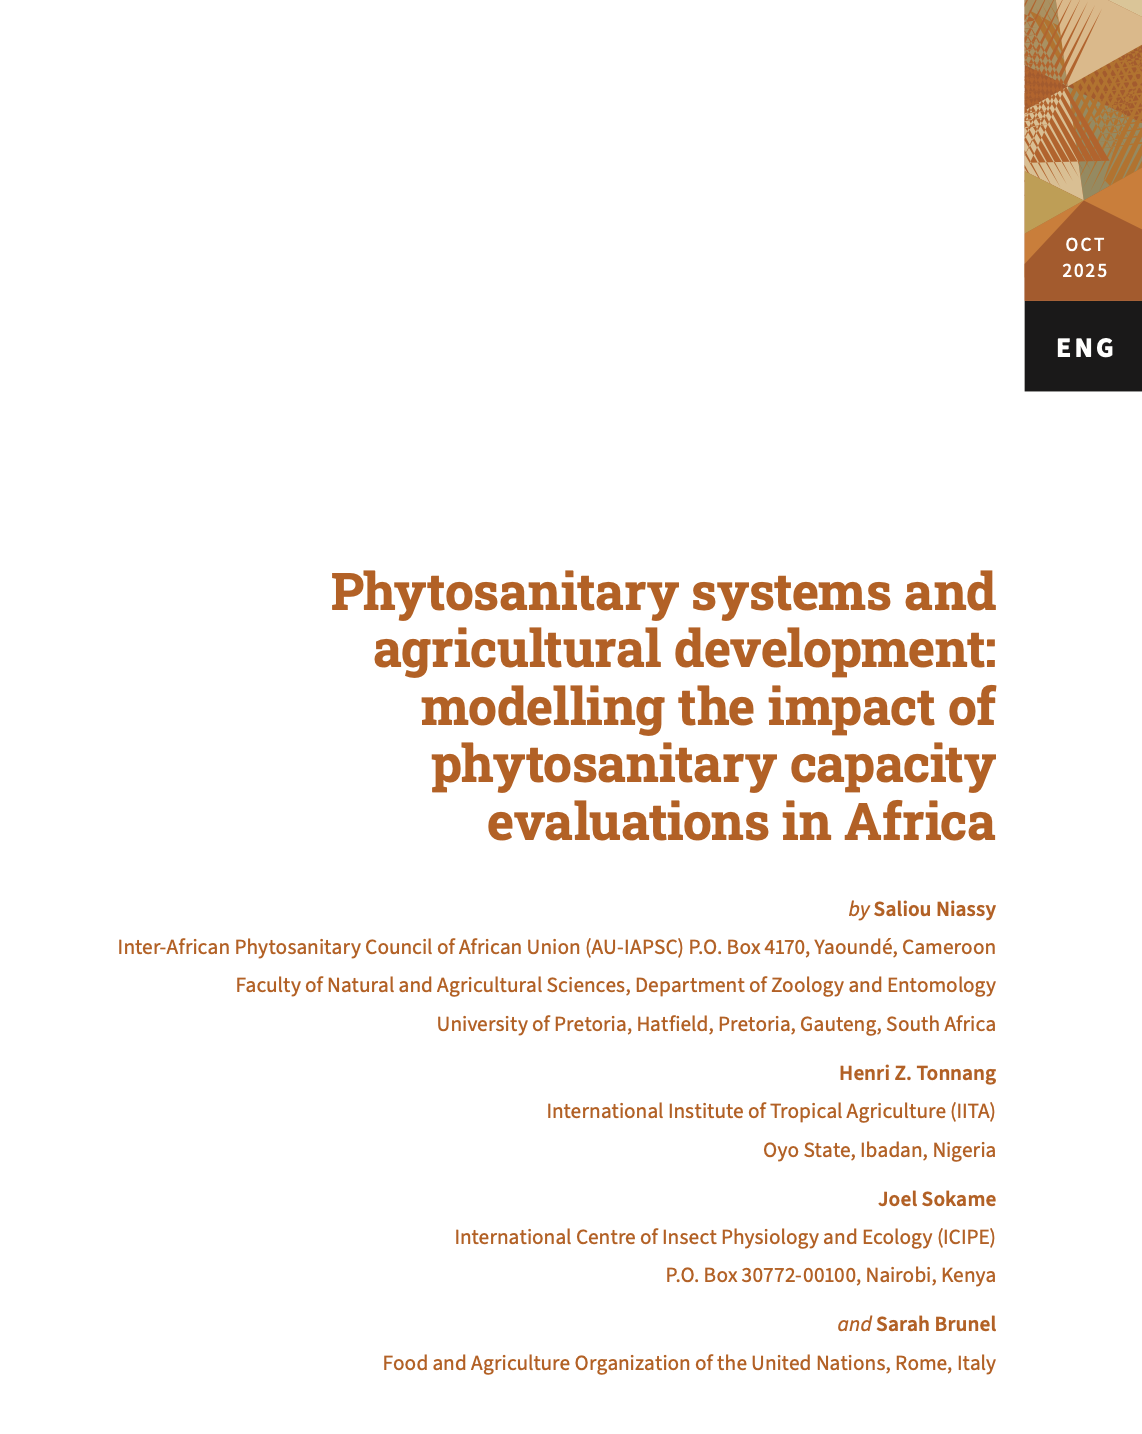 OCT
2025
ENG
Phytosanitary systems and
agricultural development:
modelling the impact of
phytosanitary capacity
evaluations in Africa
by Saliou Niassy
Inter-African Phytosanitary Council of African Union (AU-IAPSC) P.O. Box 4170, Yaoundé, Cameroon
Faculty of Natural and Agricultural Sciences, Department of Zoology and Entomology
University of Pretoria, Hatfield, Pretoria, Gauteng, South Africa
Henri Z. Tonnang
International Institute of Tropical Agriculture (IITA)
Oyo State, Ibadan, Nigeria
Joel Sokame
International Centre of Insect Physiology and Ecology (ICIPE)
P.O. Box 30772-00100, Nairobi, Kenya
and Sarah Brunel
Food and Agriculture Organization of the United Nations, Rome, Italy